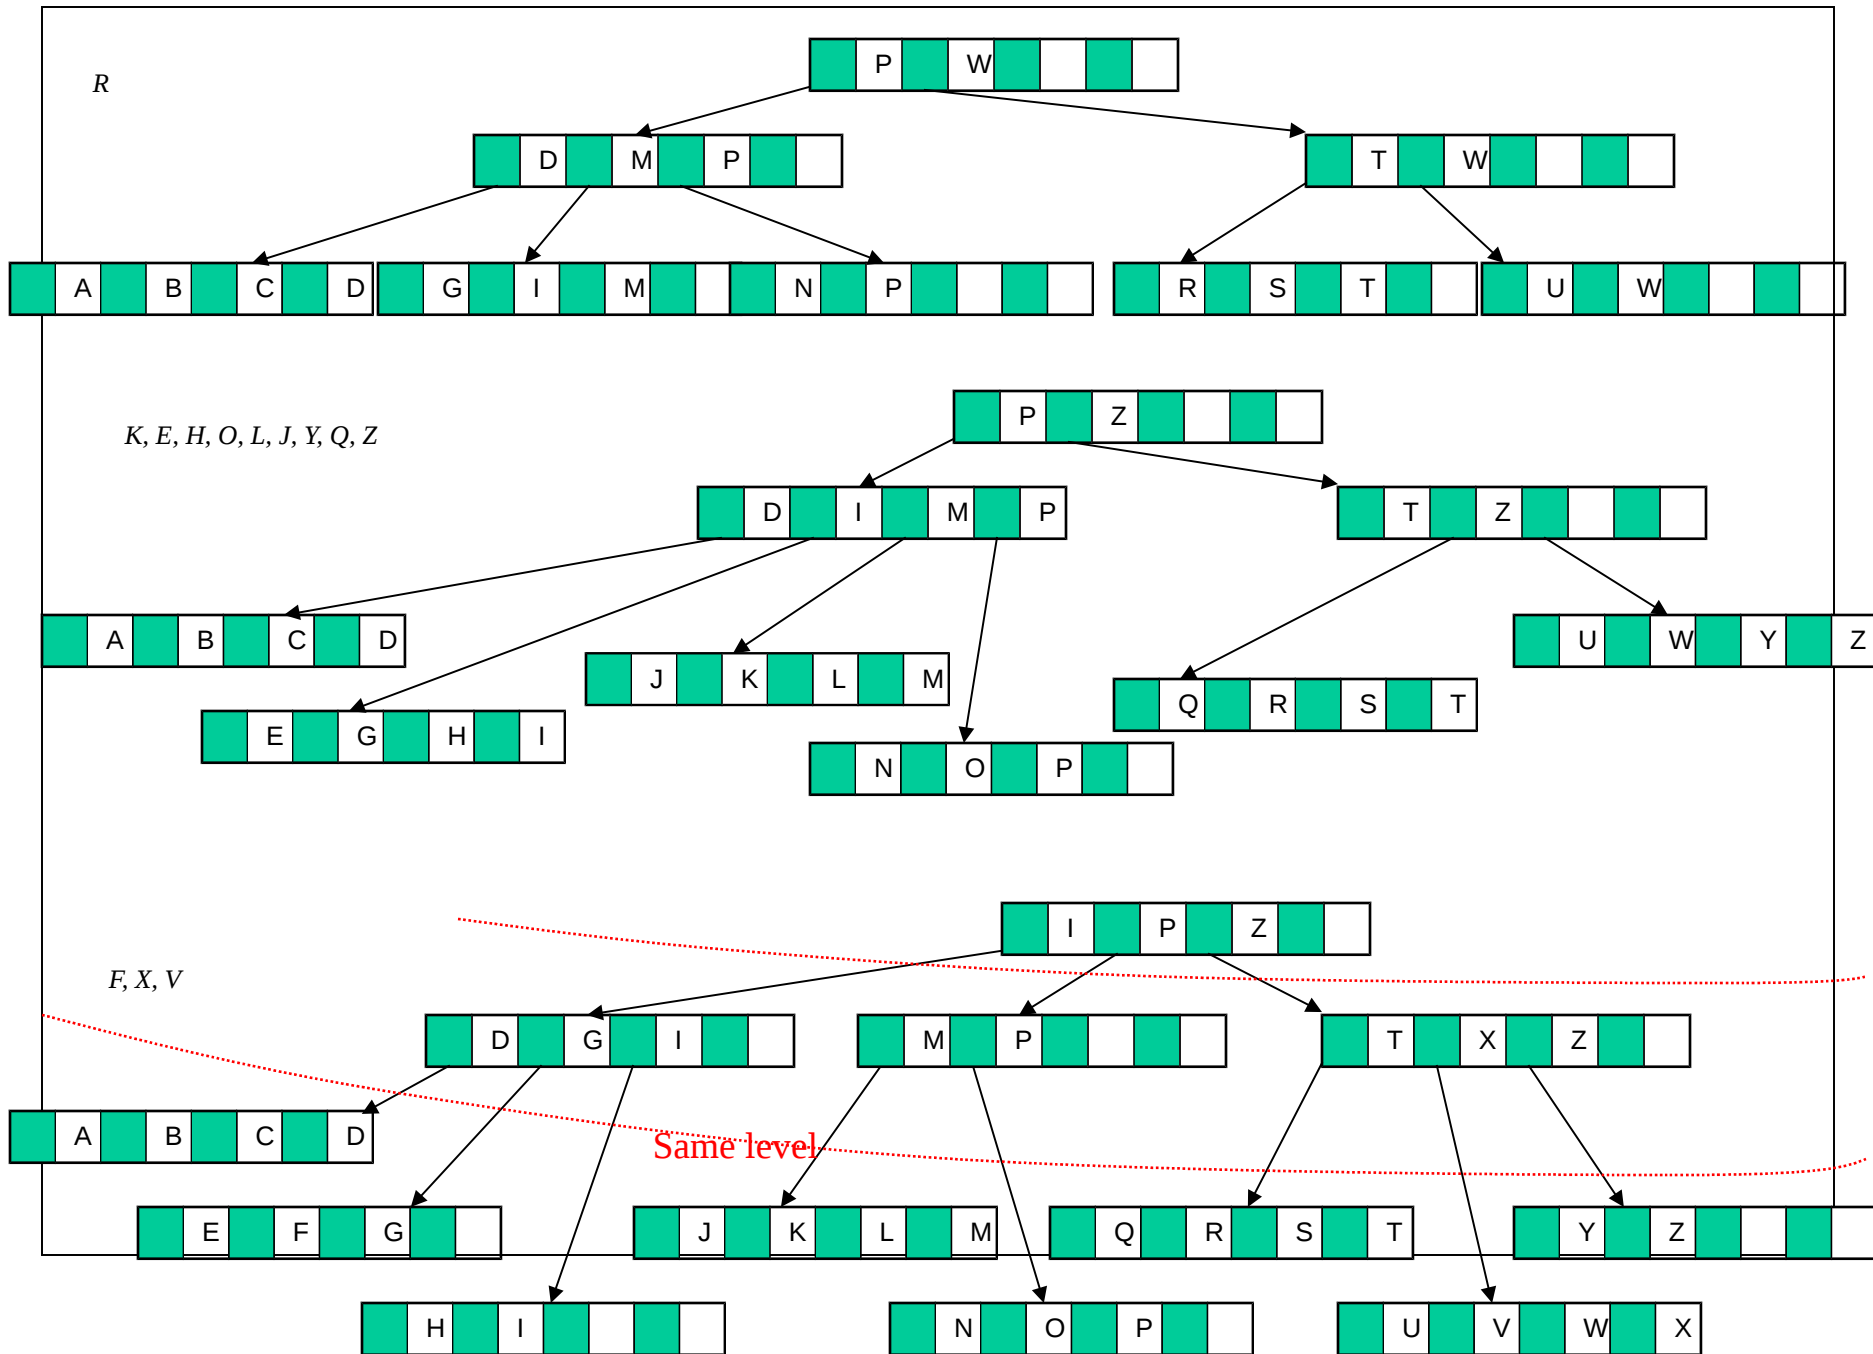 P W
R
D M P T W
A B C D G I M N P R S T U W
P Z
K, E, H, O, L, J, Y, Q, Z
D I M P T Z
A B C D U W Y Z
J K L M
Q R S T
E G H I
N O P
I P Z
F, X, V
D G I M P T X Z
A B C D
Same level
E F G J K L M Q R S T Y Z
H I N O P U V W X